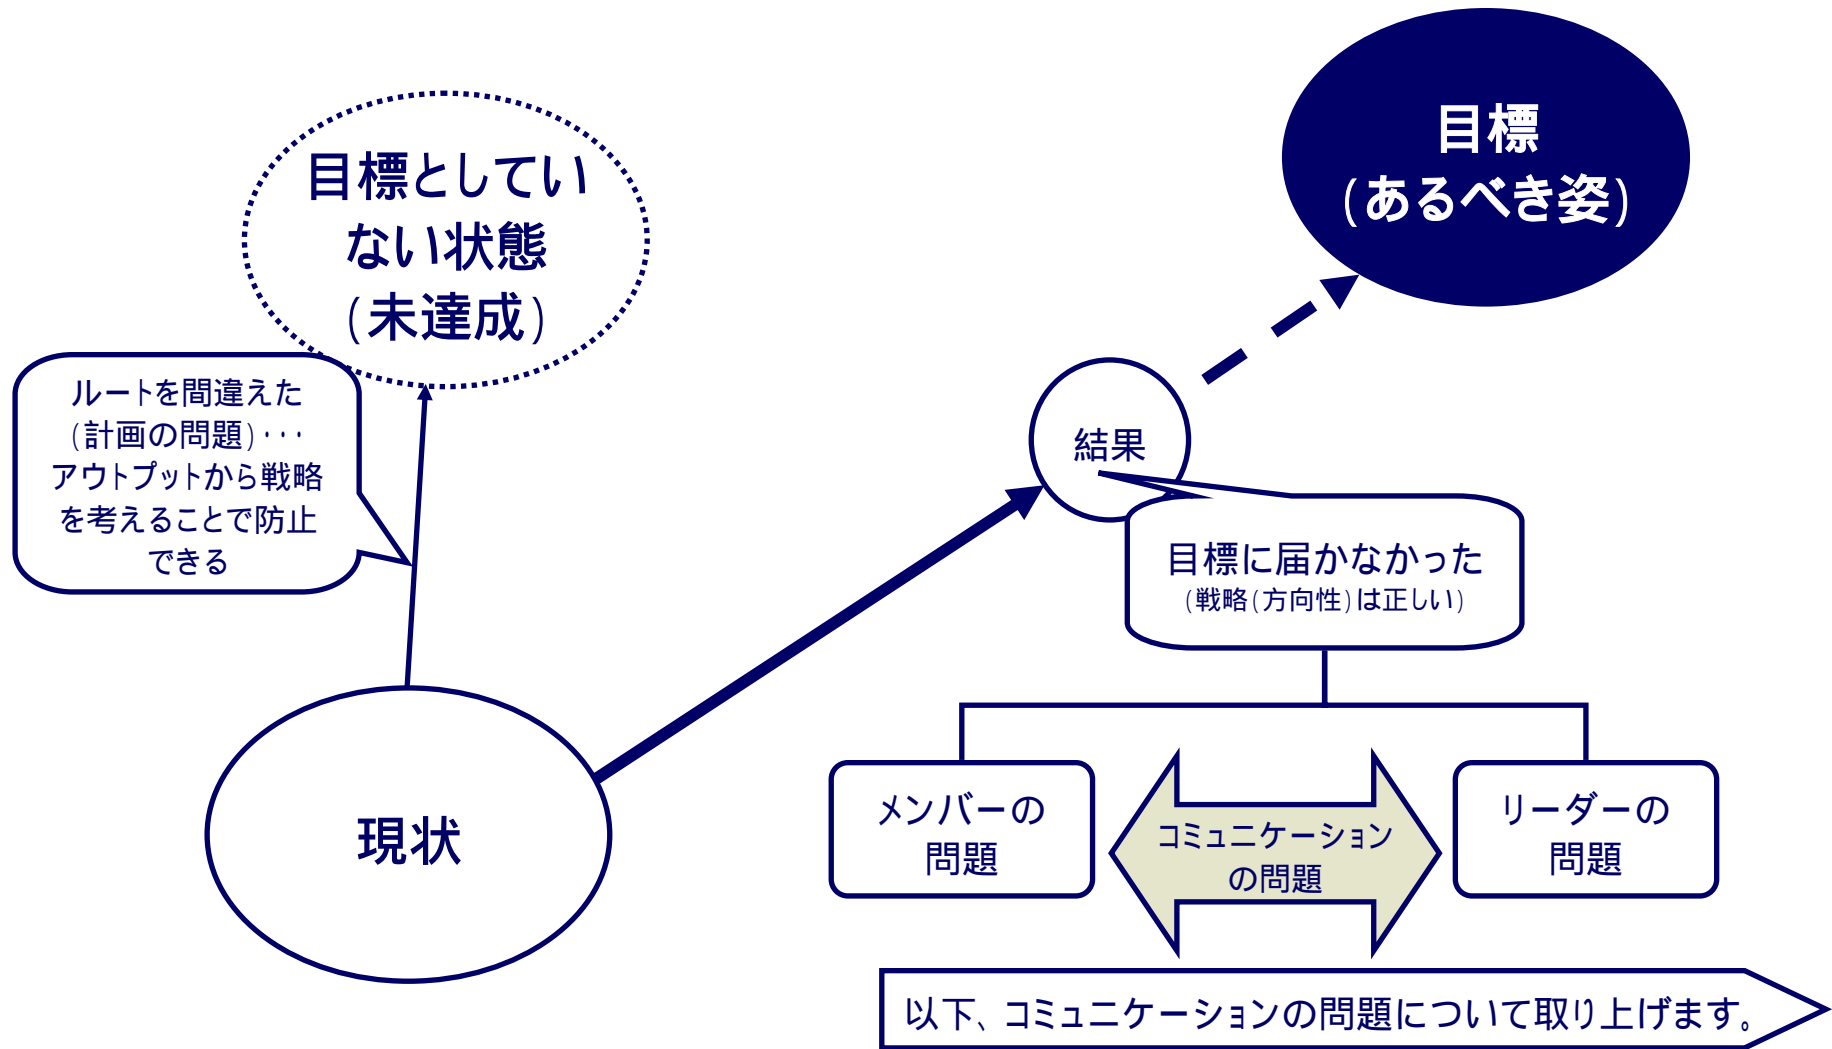 目標
(あるべき姿)
目標としてい
ない状態
(未達成)
ルートを間違えた
(計画の問題)･･･
アウトプットから戦略
を考えることで防止
できる
結果
目標に届かなかった
(戦略(方向性)は正しい)
現状
メンバーの
問題
コミュニケーション
の問題
リーダーの
問題
以下、コミュニケーションの問題について取り上げます。